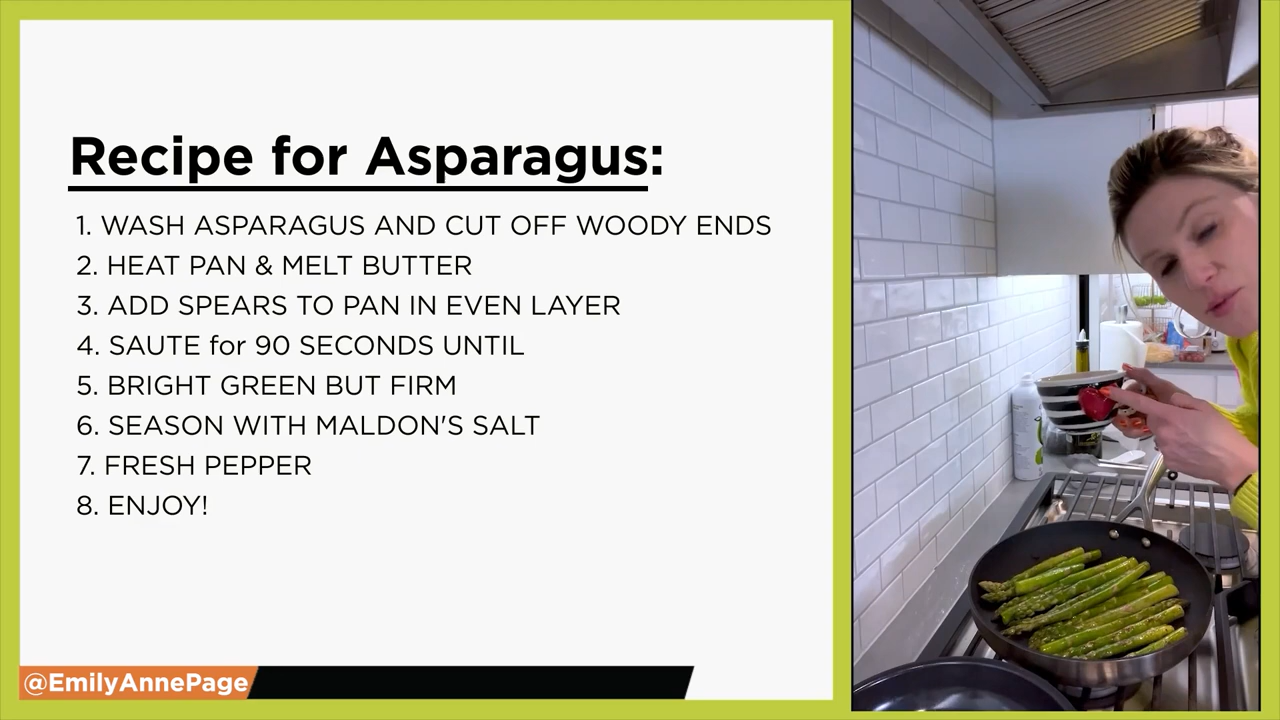 Recipe for Asparagus:
1. WASH ASPARAGUS AND CUT OFF WOODY ENDS
2. HEAT PAN & MELT BUTTER
3. ADD SPEARS TO PAN IN EVEN LAYER
4. SAUTE for 90 SECONDS UNTIL
5. BRIGHT GREEN BUT FIRM
6. SEASON WITH MALDON'S SALT
7. FRESH PEPPER
8. ENJOY!
@EmilyAnnePage